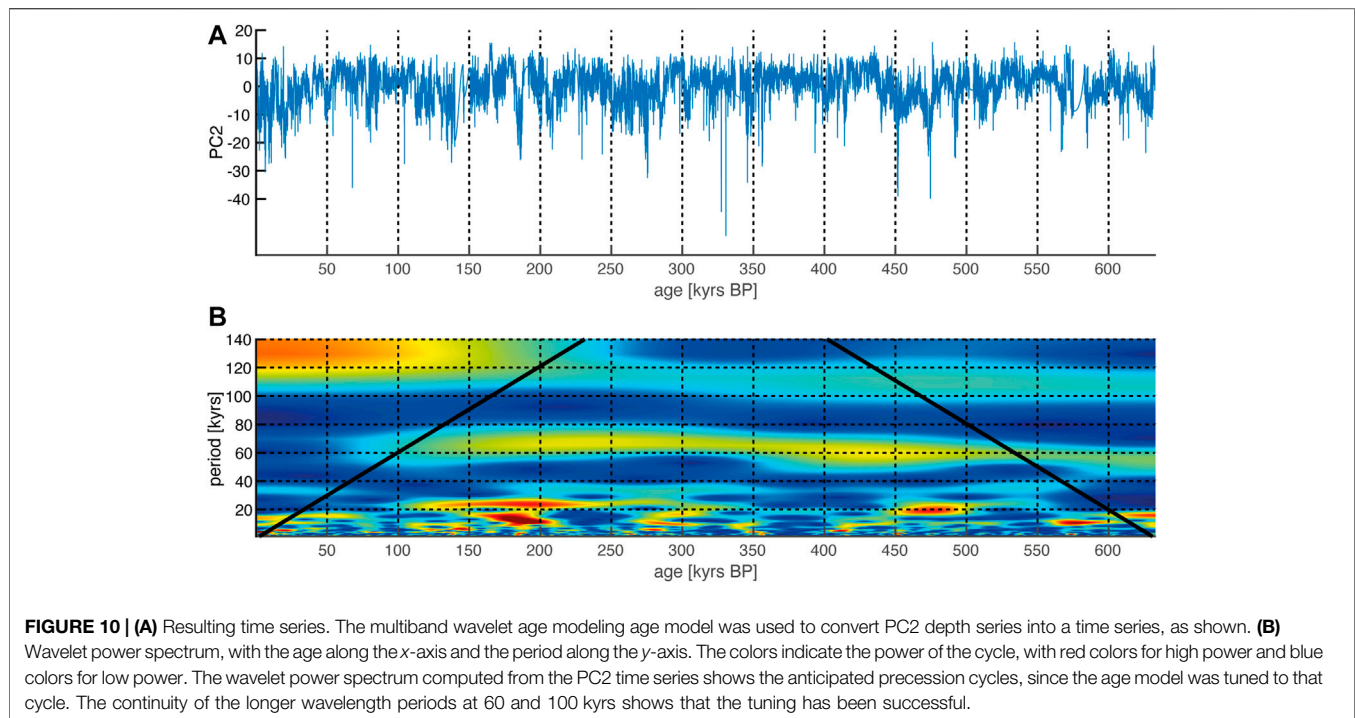 A
20
10
0
-10
-20
-30
-40
PC2
50 100 150 200 250 300 350 400 450 500 550 600
age [kyrs BP]
B
140
120
100
80
60
40
20
period [kyrs]
50 100 150 200 250 300 350 400 450 500 550 600
age [kyrs BP]
FIGURE 10 | (A) Resulting time series. The multiband wavelet age modeling age model was used to convert PC2 depth series into a time series, as shown. (B)
Wavelet power spectrum, with the age along the x-axis and the period along the y-axis. The colors indicate the power of the cycle, with red colors for high power and blue
colors for low power. The wavelet power spectrum computed from the PC2 time series shows the anticipated precession cycles, since the age model was tuned to that
cycle. The continuity of the longer wavelength periods at 60 and 100 kyrs shows that the tuning has been successful.